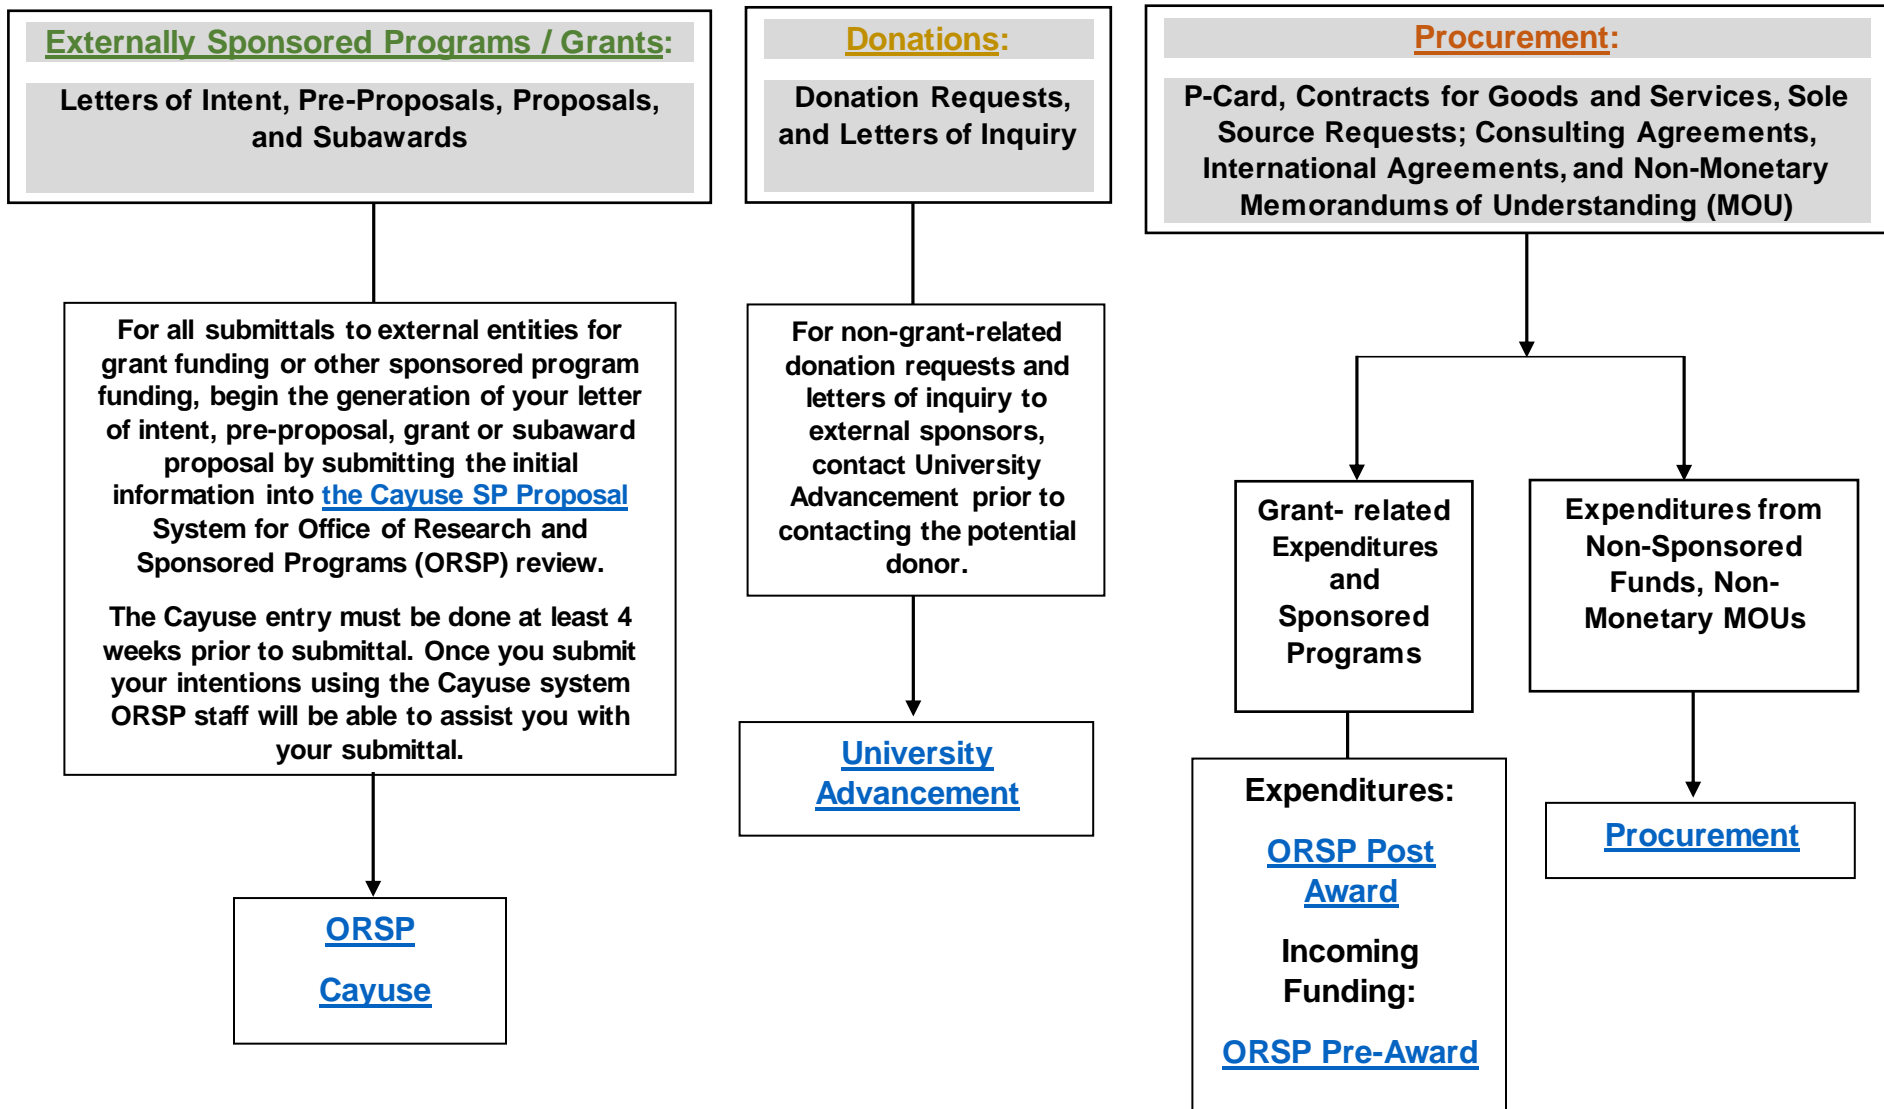 Externally Sponsored Programs / Grants:
Letters of Intent, Pre-Proposals, Proposals,
and Subawards
For all submittals to external entities for
grant funding or other sponsored program
funding, begin the generation of your letter
of intent, pre-proposal, grant or subaward
proposal by submitting the initial
information into the Cayuse SP Proposal
System for Office of Research and
Sponsored Programs (ORSP) review.
The Cayuse entry must be done at least 4
weeks prior to submittal. Once you submit
your intentions using the Cayuse system
ORSP staff will be able to assist you with
your submittal.
ORSP
Cayuse
Donations:
Donation Requests,
and Letters of Inquiry
For non-grant-related
donation requests and
letters of inquiry to
external sponsors,
contact University
Advancement prior to
contacting the potential
donor.
University
Advancement
Procurement:
P-Card, Contracts for Goods and Services, Sole
Source Requests; Consulting Agreements,
International Agreements, and Non-Monetary
Memorandums of Understanding (MOU)
Grant- related
Expenditures
and
Sponsored
Programs
Expenditures:
ORSP Post
Award
Incoming
Funding:
ORSP Pre-Award
Expenditures from
Non-Sponsored
Funds, Non-
Monetary MOUs
Procurement